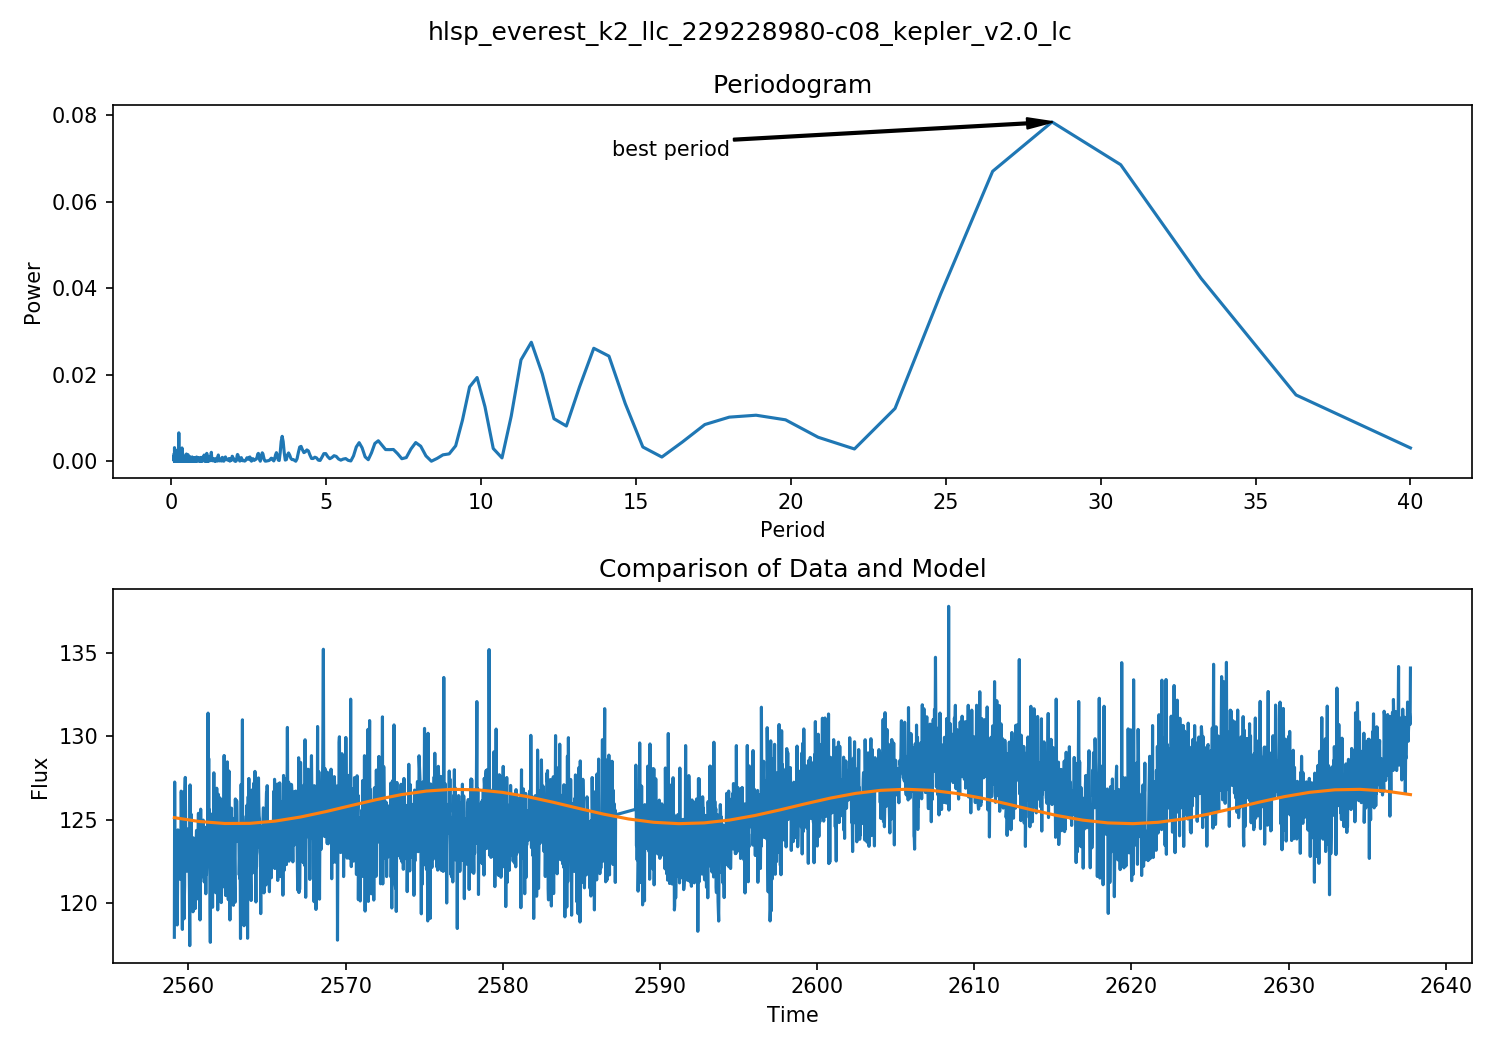 hlsp_everest_k2_llc_229228980-c08_kepler_v2.0_lc
Periodogram
0.08
0.06
0.04
0.02
0.00
Power
best period
0 5 10 15 20 25 30 35 40
Period
Comparison of Data and Model
135
130
125
120
Flux
2560 2570 2580 2590 2600 2610 2620 2630 2640
Time